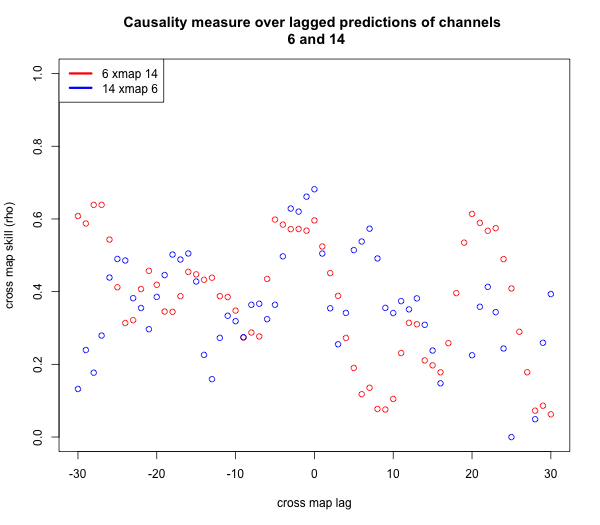 Causality measure over lagged predictions of channels
6 and 14
6 xmap 14
14 xmap 6
1.0
0.8
0.6
0.4
0.2
0.0
cross map skill (rho)
-30 -20 -10 0 10 20 30
cross map lag